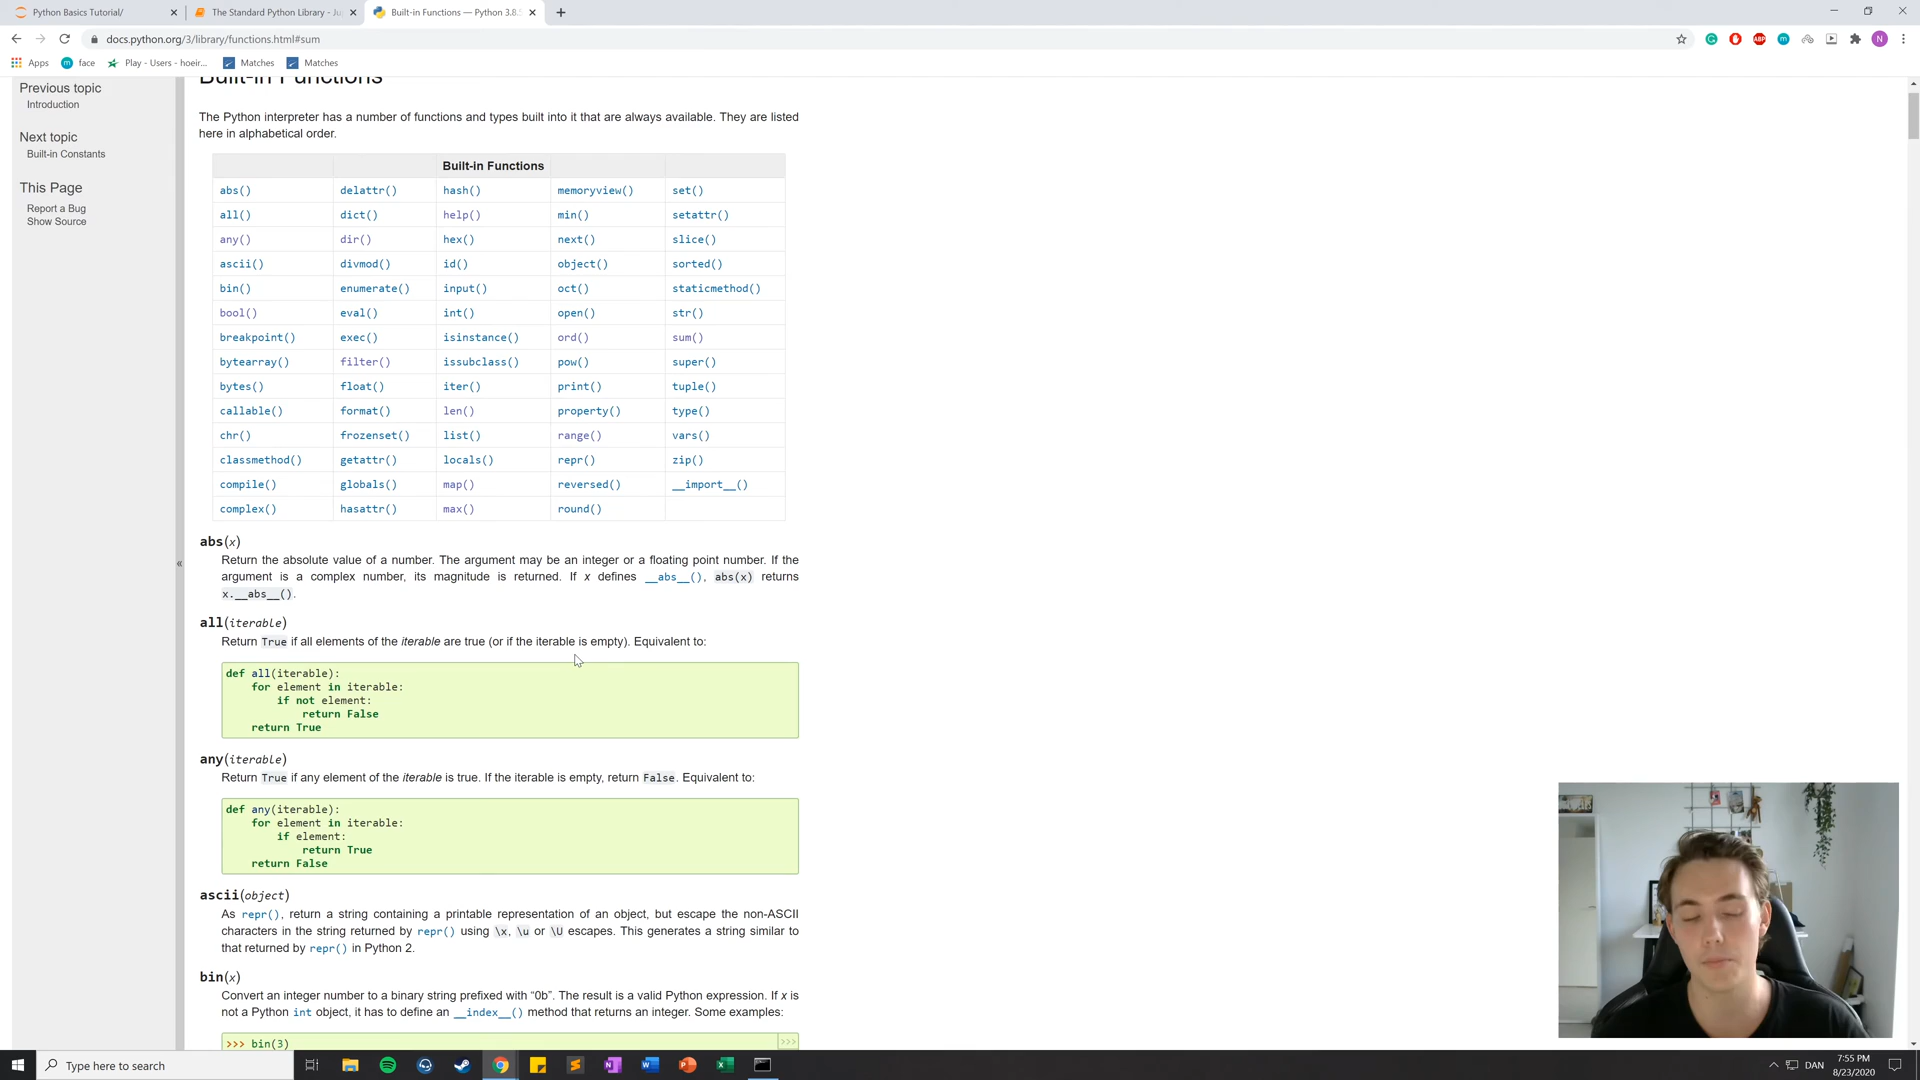 Python Basics Tutorial/
The Standard Python Library - Ju
Built-in Functions — Python 3.8.5
docs.python.org/3/library/functions.html#sum
Apps
face
Play - Users - hoeir...
Matches
Matches
Previous topic
Introduction
Next topic
Built-in Constants
This Page
Report a Bug
Show Source
«
Built-in Functions
The Python interpreter has a number of functions and types built into it that are always available. They are listed
here in alphabetical order.
Built-in Functions
abs() delattr() hash() memoryview() set()
all() dict() help() min() setattr()
any() dir() hex() next() slice()
ascii() divmod() id() object() sorted()
bin() enumerate() input() oct() staticmethod()
bool() eval() int() open() str()
breakpoint() exec() isinstance() ord() sum()
bytearray() filter() issubclass() pow() super()
bytes() float() iter() print() tuple()
callable() format() len() property() type()
chr() frozenset() list() range() vars()
classmethod() getattr() locals() repr() zip()
compile() globals() map() reversed() __import__()
complex() hasattr() max() round()
abs(x)
Return the absolute value of a number. The argument may be an integer or a floating point number. If the
argument is a complex number, its magnitude is returned. If x defines __abs__(), abs(x) returns
x.__abs__().
all(iterable)
Return True if all elements of the iterable are true (or if the iterable is empty). Equivalent to:
def all(iterable):
    for element in iterable:
        if not element:
            return False
    return True
any(iterable)
Return True if any element of the iterable is true. If the iterable is empty, return False. Equivalent to:
def any(iterable):
    for element in iterable:
        if element:
            return True
    return False
ascii(object)
As repr(), return a string containing a printable representation of an object, but escape the non-ASCII
characters in the string returned by repr() using \x, \u or \U escapes. This generates a string similar to
that returned by repr() in Python 2.
bin(x)
Convert an integer number to a binary string prefixed with “0b”. The result is a valid Python expression. If x is
not a Python int object, it has to define an __index__() method that returns an integer. Some examples:
>>> bin(3)
>>>
Type here to search
DAN
7:55 PM
8/23/2020